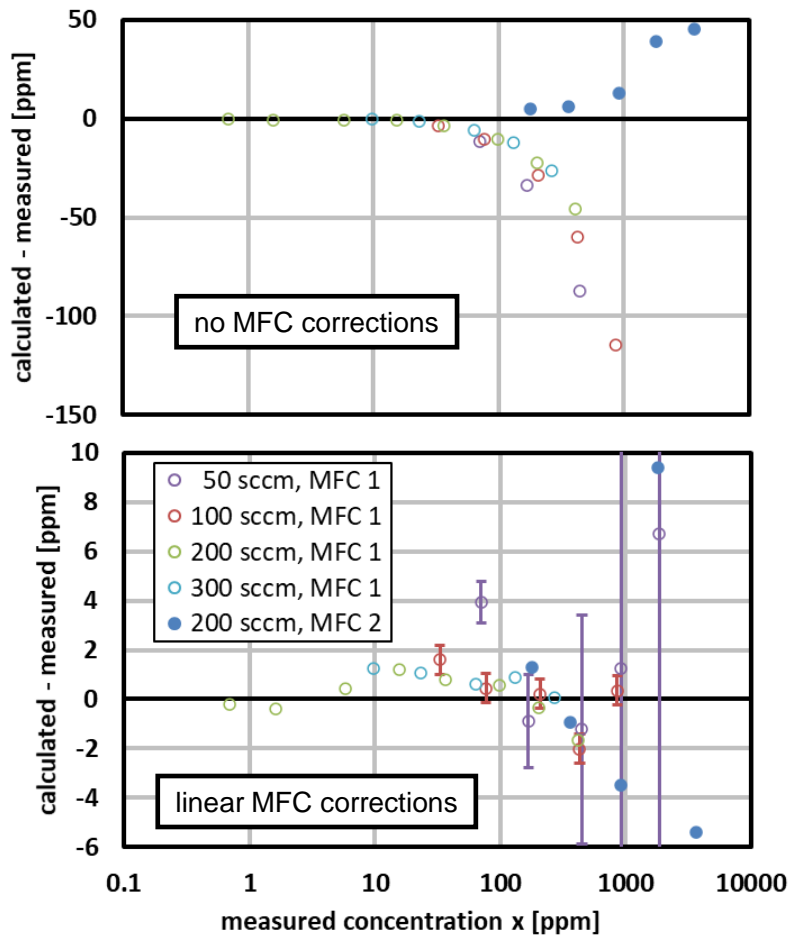 50
0
-50
-100
-150
calculated - measured [ppm]
no MFC corrections
10
8
6
4
2
0
-2
-4
-6
calculated - measured [ppm]
50 sccm, MFC 1
100 sccm, MFC 1
200 sccm, MFC 1
300 sccm, MFC 1
200 sccm, MFC 2
linear MFC corrections
0.1 1 10 100 1000 10000
measured concentration x [ppm]